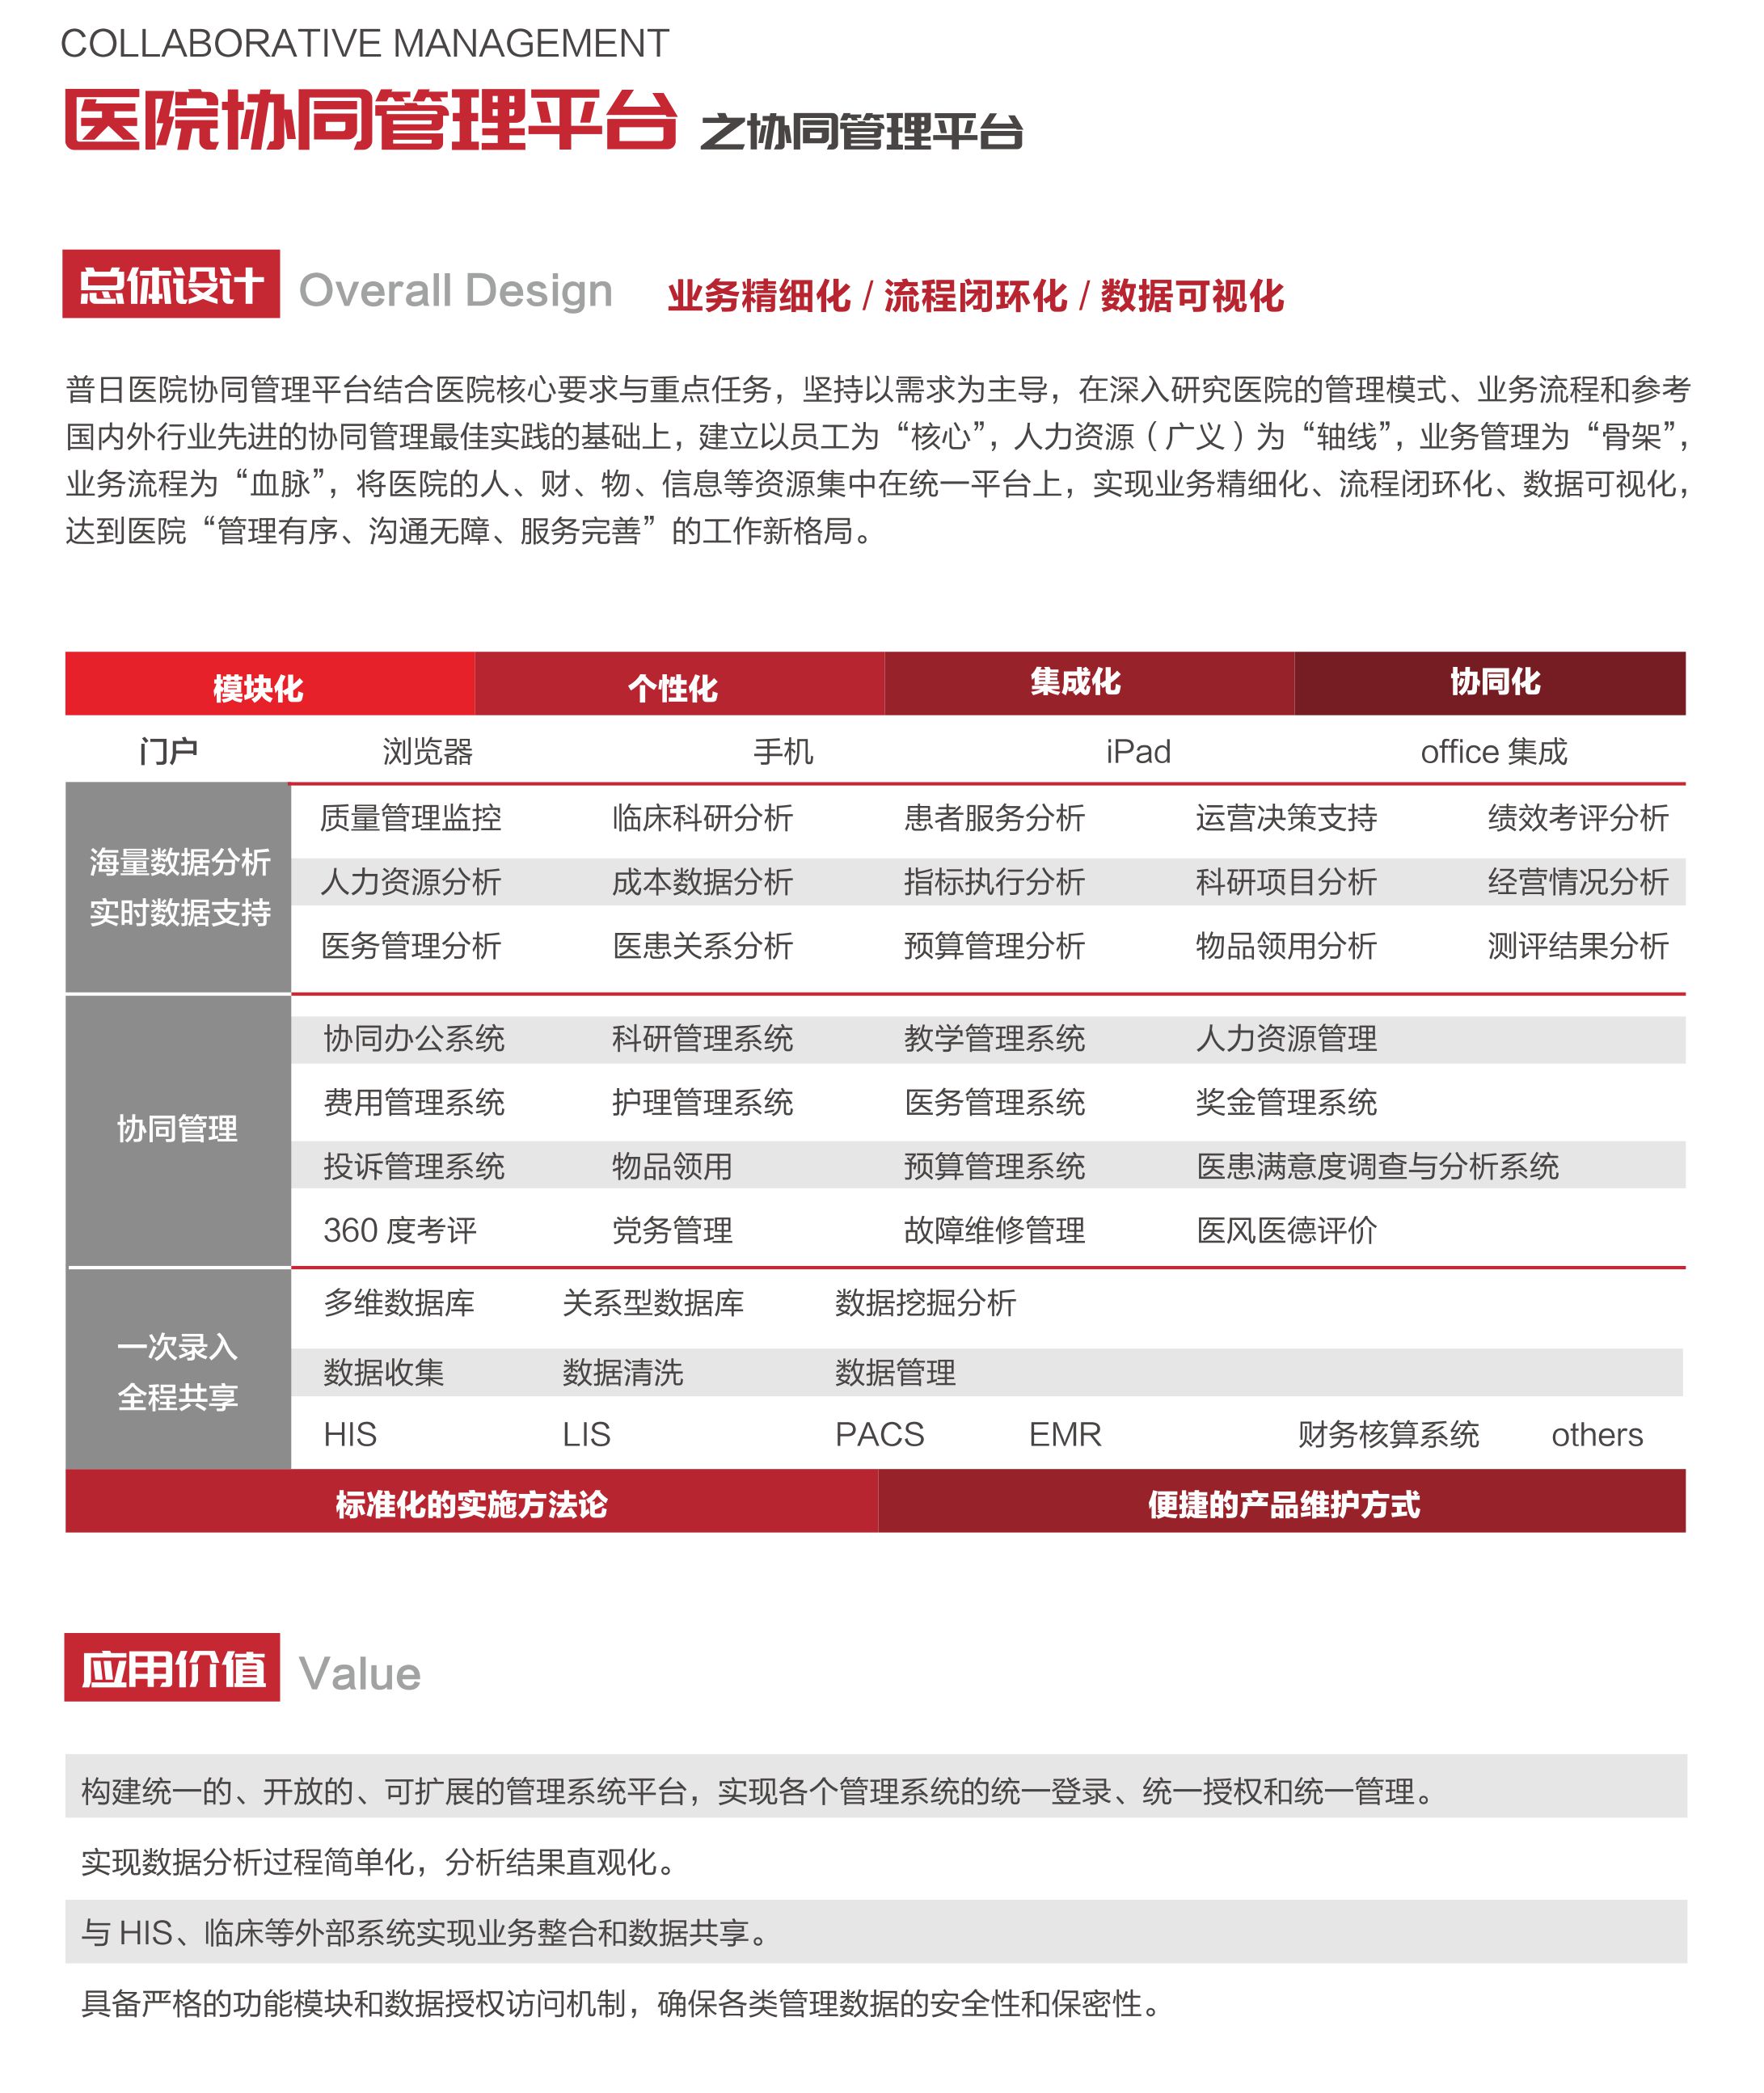 COLLABORATIVE MANAGEMENT
医院协同管理平台 之协同管理平台
总体设计 Overall Design 业务精细化 / 流程闭环化 / 数据可视化
普日医院协同管理平台结合医院核心要求与重点任务，坚持以需求为主导，在深入研究医院的管理模式、业务流程和参考
国内外行业先进的协同管理最佳实践的基础上，建立以员工为“核心”，人力资源（广义）为“轴线”，业务管理为“骨架”，
业务流程为“血脉”，将医院的人、财、物、信息等资源集中在统一平台上，实现业务精细化、流程闭环化、数据可视化，
达到医院“管理有序、沟通无障、服务完善”的工作新格局。
模块化 个性化 集成化 协同化
门户 浏览器 手机 iPad office 集成
海量数据分析
实时数据支持
质量管理监控 临床科研分析 患者服务分析 运营决策支持 绩效考评分析
人力资源分析 成本数据分析 指标执行分析 科研项目分析 经营情况分析
医务管理分析 医患关系分析 预算管理分析 物品领用分析 测评结果分析
协同管理
协同办公系统 科研管理系统 教学管理系统 人力资源管理
费用管理系统 护理管理系统 医务管理系统 奖金管理系统
投诉管理系统 物品领用 预算管理系统 医患满意度调查与分析系统
360 度考评 党务管理 故障维修管理 医风医德评价
一次录入
全程共享
多维数据库 关系型数据库 数据挖掘分析
数据收集 数据清洗 数据管理
HIS LIS PACS EMR 财务核算系统 others
标准化的实施方法论 便捷的产品维护方式
应用价值 Value
构建统一的、开放的、可扩展的管理系统平台，实现各个管理系统的统一登录、统一授权和统一管理。
实现数据分析过程简单化，分析结果直观化。
与 HIS、临床等外部系统实现业务整合和数据共享。
具备严格的功能模块和数据授权访问机制，确保各类管理数据的安全性和保密性。